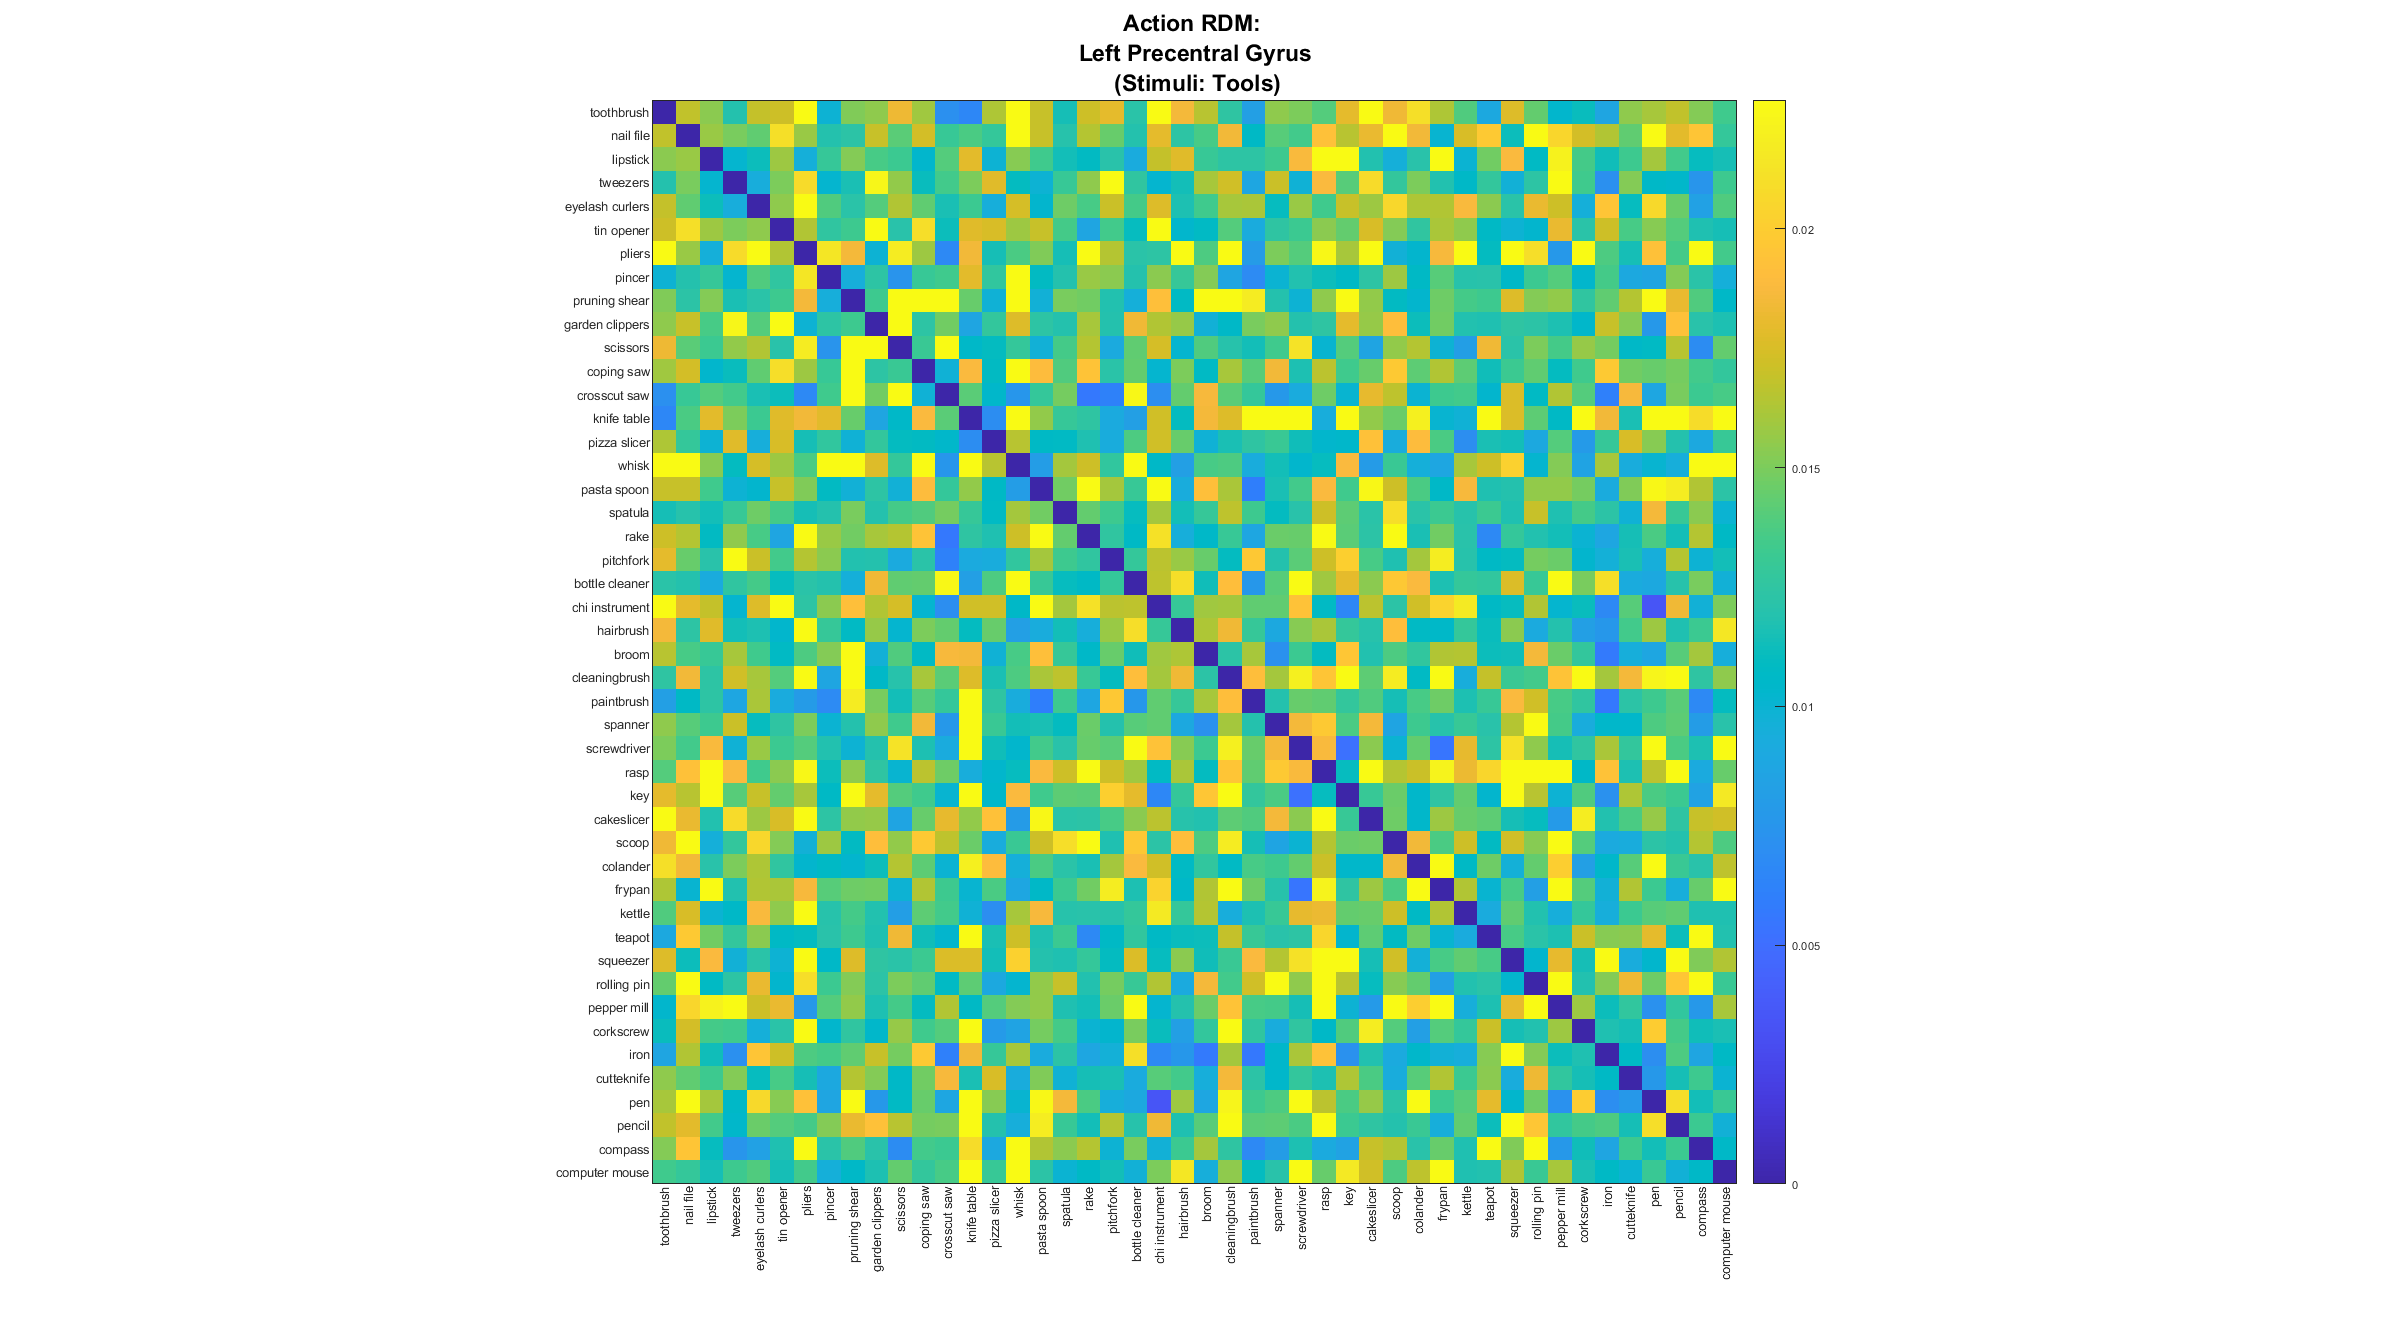 Action RDM:
Left Precentral Gyrus
(Stimuli: Tools)
toothbrush
nail file
lipstick
tweezers
eyelash curlers
tin opener
pliers
pincer
pruning shear
garden clippers
scissors
coping saw
crosscut saw
knife table
pizza slicer
whisk
pasta spoon
spatula
rake
pitchfork
bottle cleaner
chi instrument
hairbrush
broom
cleaningbrush
paintbrush
spanner
screwdriver
rasp
key
cakeslicer
scoop
colander
frypan
kettle
teapot
squeezer
rolling pin
pepper mill
corkscrew
iron
cutteknife
pen
pencil
compass
computer mouse
toothbrush
nail file
lipstick
tweezers
eyelash curlers
tin opener
pliers
pincer
pruning shear
garden clippers
scissors
coping saw
crosscut saw
knife table
pizza slicer
whisk
pasta spoon
spatula
rake
pitchfork
bottle cleaner
chi instrument
hairbrush
broom
cleaningbrush
paintbrush
spanner
screwdriver
rasp
key
cakeslicer
scoop
colander
frypan
kettle
teapot
squeezer
rolling pin
pepper mill
corkscrew
iron
cutteknife
pen
pencil
compass
computer mouse
0.02
0.015
0.01
0.005
0